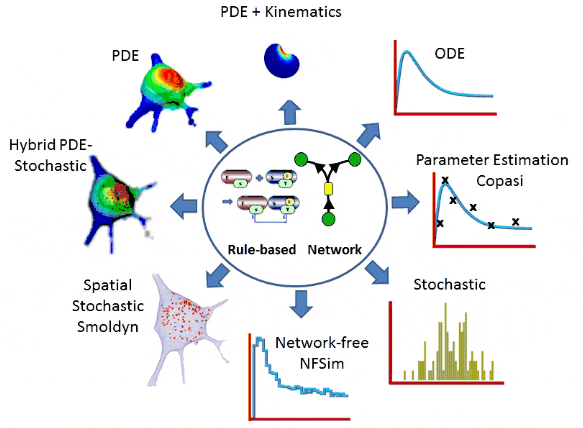 PDE + Kinematics
PDE
ODE
Hybrid PDE-
Stochastic
Parameter Estimation
Copasi
Rule-based
Network
Spatial
Stochastic
Smoldyn
Network-free
NFSim
Stochastic